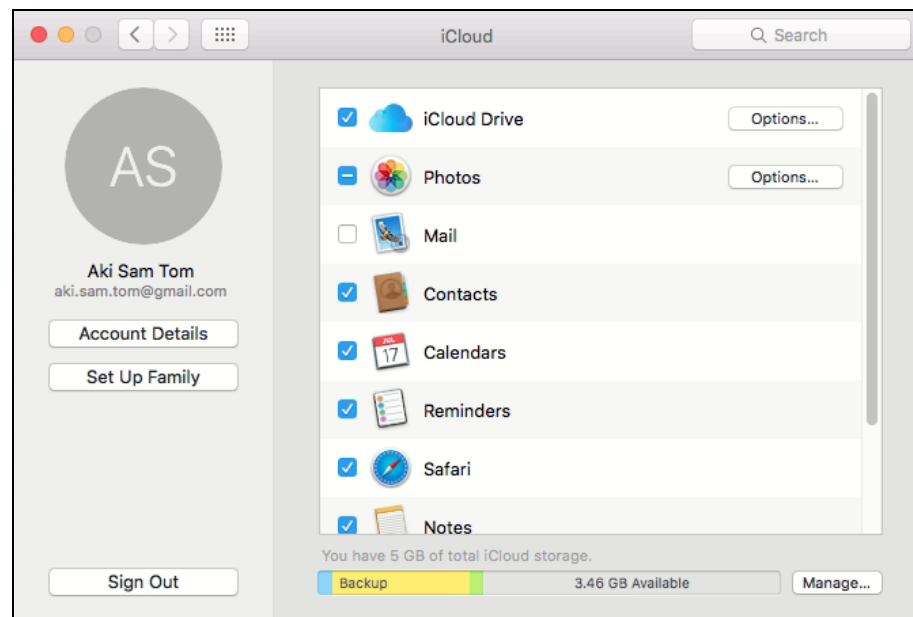 iCloud
Search
AS
Aki Sam Tom
aki.sam.tom@gmail.com
Account Details
Set Up Family
Sign Out
iCloud Drive
Options...
Photos
Options...
Mail
Contacts
JUL
17
Calendars
Reminders
Safari
Notes
You have 5 GB of total iCloud storage.
Backup
3.46 GB Available
Manage...